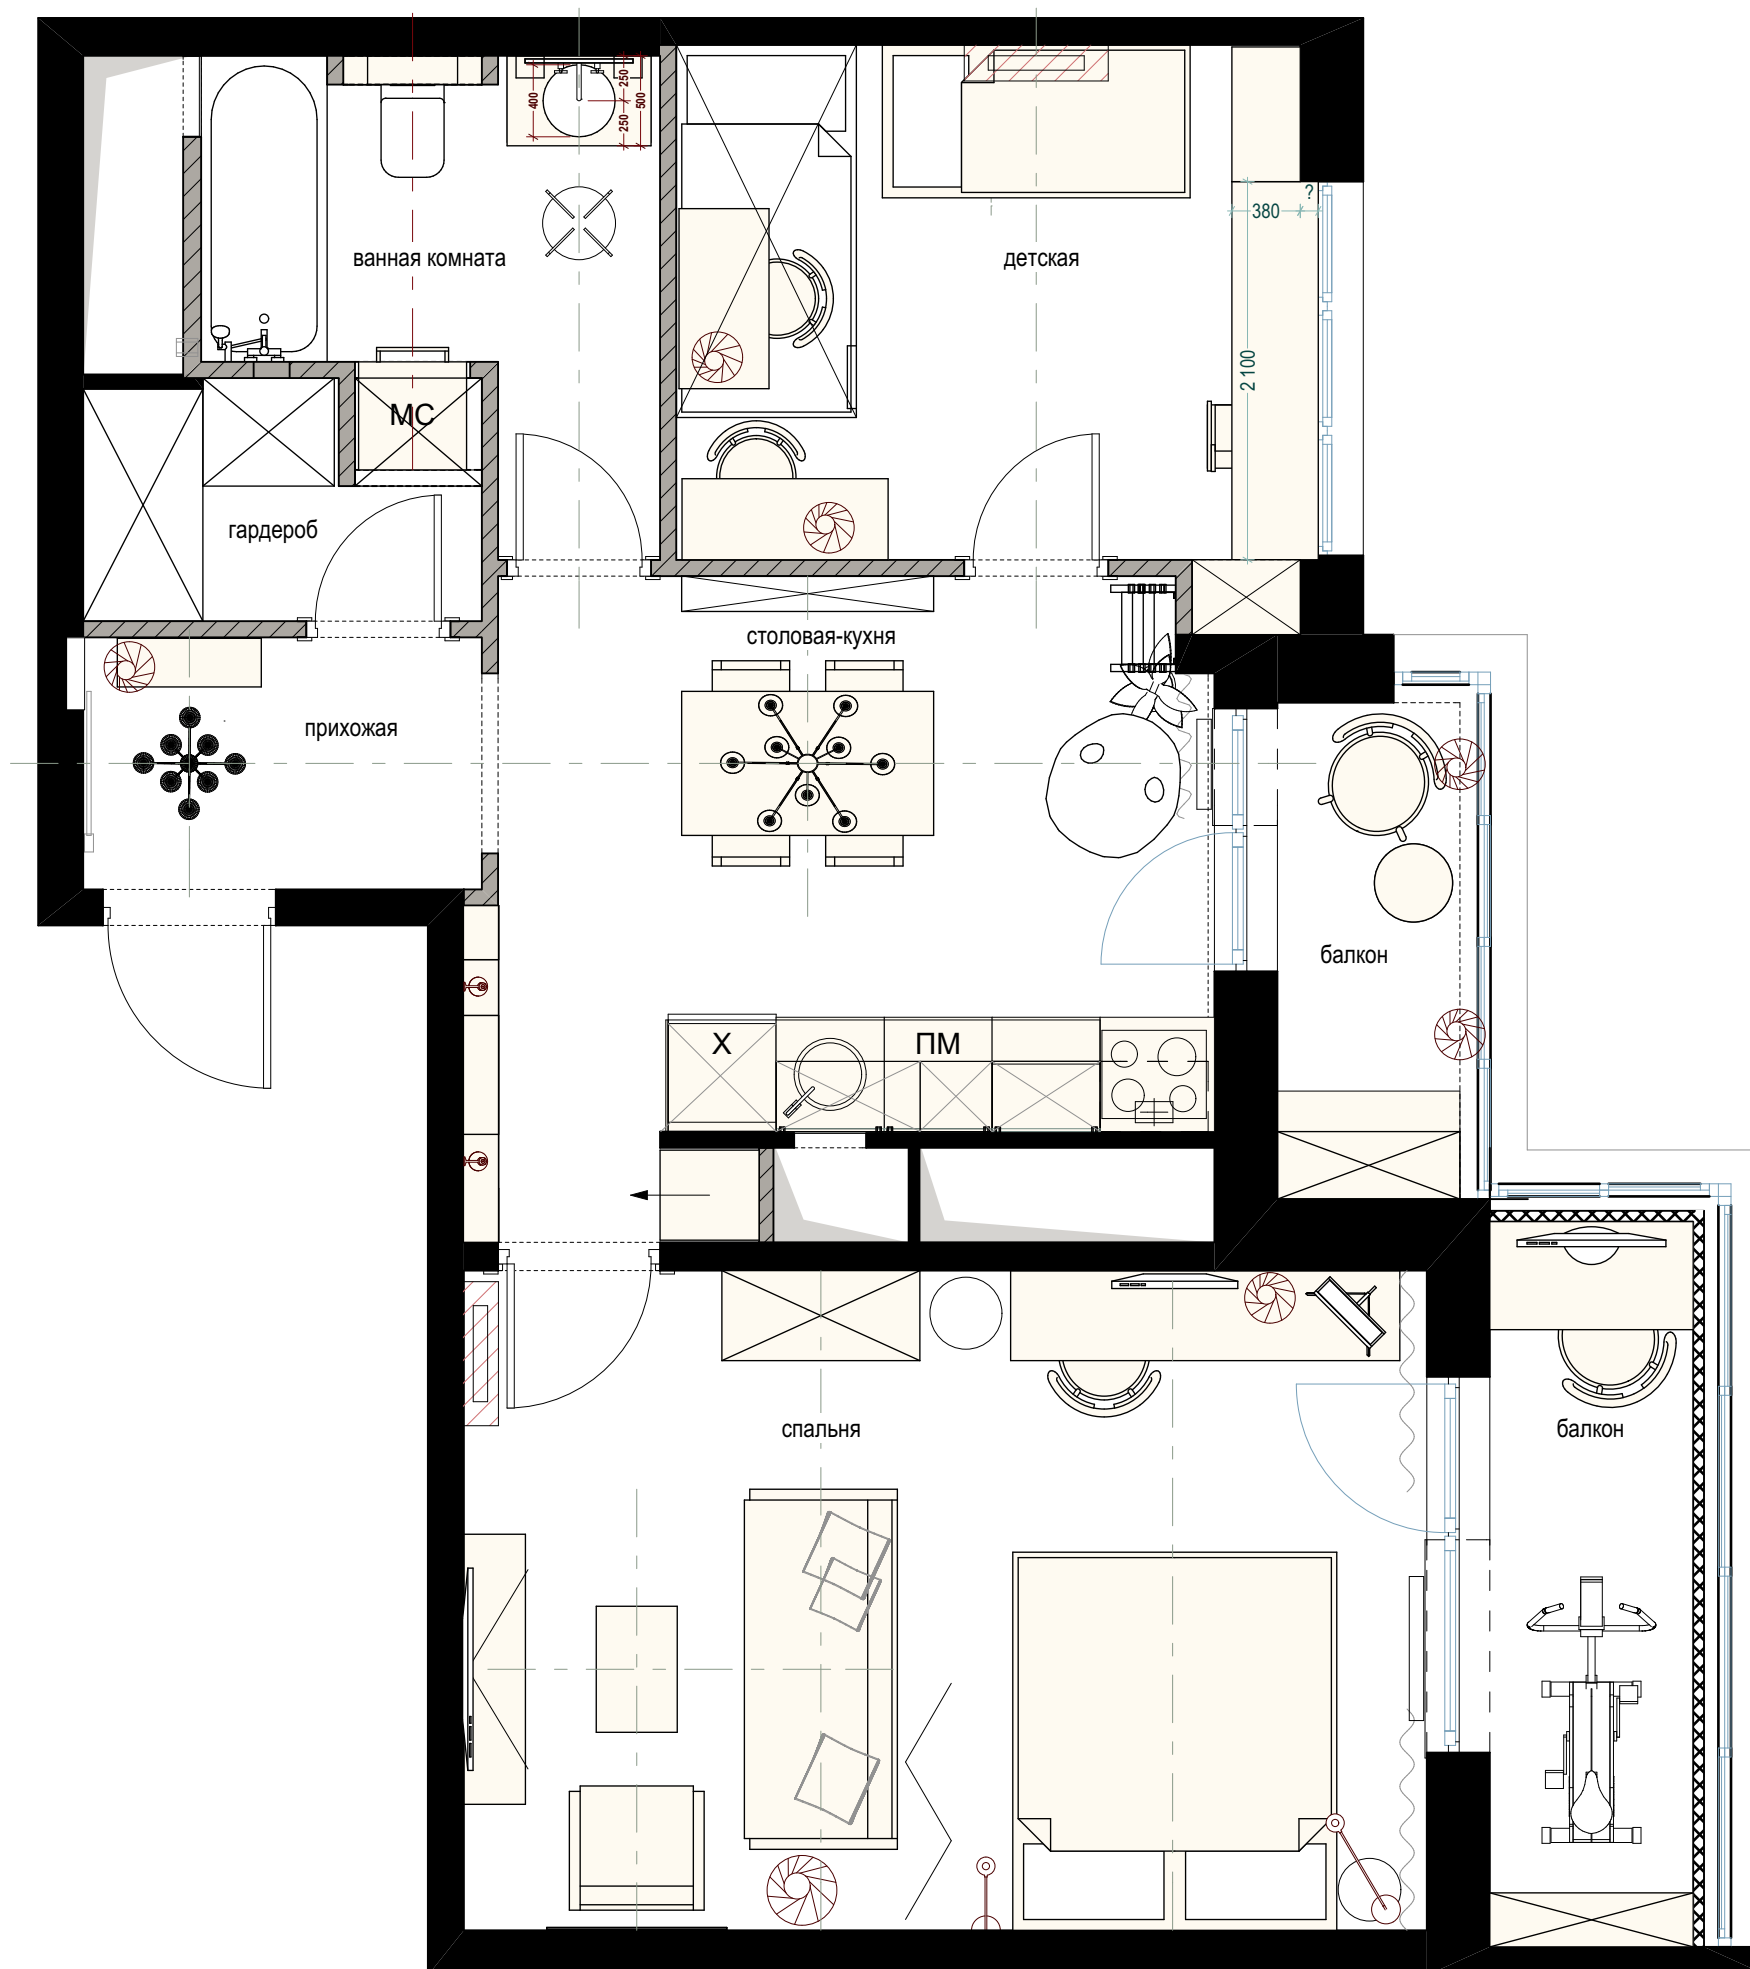 400
250
250
500
ванная комната
детская
380
?
2 100
МС
гардероб
столовая-кухня
прихожая
балкон
Х
ПМ
спальня
балкон